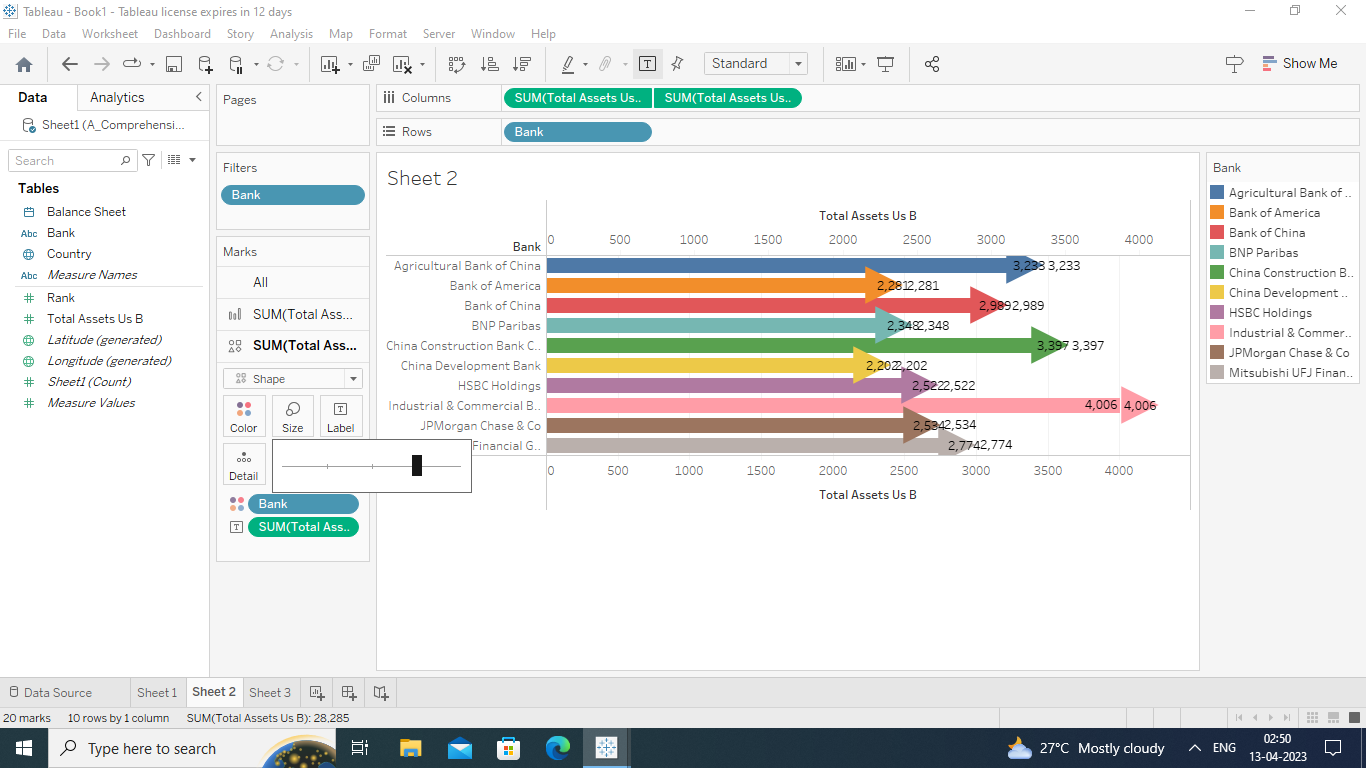 Tableau - Book1 - Tableau license expires in 12 days
File Data Worksheet Dashboard Story Analysis Map Format Server Window Help
Standard
Show Me
Data Analytics
Sheet1 (A_Comprehensi...
Search
Tables
Balance Sheet
Abc Bank
Country
Abc Measure Names
Rank
Total Assets Us B
Latitude (generated)
Longitude (generated)
Sheet1 (Count)
Measure Values
Pages
Filters
Bank
Marks
All
SUM(Total Ass...
SUM(Total Ass...
Shape
Color Size Label
Detail
Bank
SUM(Total Ass..
Columns SUM(Total Assets Us.. SUM(Total Assets Us..
Rows Bank
Sheet 2
Total Assets Us B
Bank 0 500 1000 1500 2000 2500 3000 3500 4000
Agricultural Bank of China 3,233 3,233
Bank of America 2,281 2,281
Bank of China 2,989 2,989
BNP Paribas 2,348 2,348
China Construction Bank C.. 3,397 3,397
China Development Bank 2,202 2,202
HSBC Holdings 2,522 2,522
Industrial & Commercial B.. 4,006 4,006
JPMorgan Chase & Co 2,534 2,534
Financial G.. 2,774 2,774
0 500 1000 1500 2000 2500 3000 3500 4000
Total Assets Us B
Bank
Agricultural Bank of ..
Bank of America
Bank of China
BNP Paribas
China Construction B..
China Development ..
HSBC Holdings
Industrial & Commer..
JPMorgan Chase & Co
Mitsubishi UFJ Finan..
Data Source Sheet 1 Sheet 2 Sheet 3
20 marks 10 rows by 1 column SUM(Total Assets Us B): 28,285
Type here to search
27°C Mostly cloudy
ENG
02:50
13-04-2023